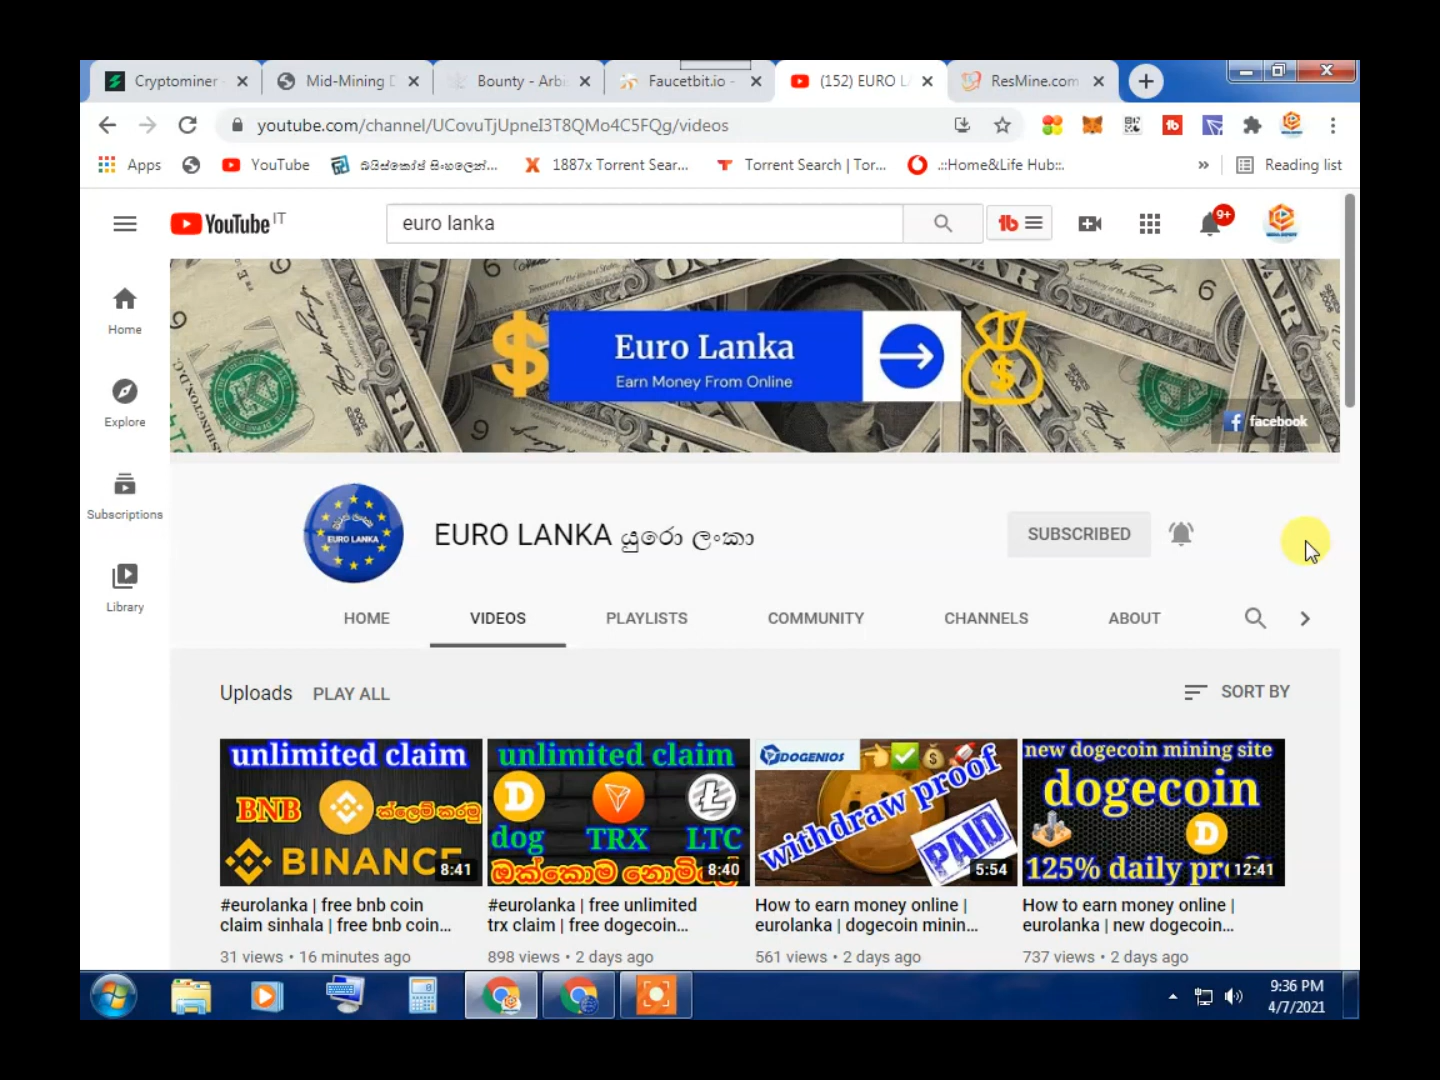 Cryptominer
Mid-Mining D
Bounty - Arbi
Faucetbit.io -
(152) EURO LA
ResMine.com
youtube.com/channel/UCovuTjUpneI3T8QMo4C5FQg/videos
Apps
YouTube
බයිස්කෝප් සිංහලෙන්...
1887x Torrent Sear...
Torrent Search | Tor...
.::Home&Life Hub::.
»
Reading list
YouTube IT
euro lanka
9+
Home
Explore
Subscriptions
Library
Euro Lanka
Earn Money From Online
facebook
EURO LANKA
EURO LANKA යුරො ලංකා
SUBSCRIBED
HOME
VIDEOS
PLAYLISTS
COMMUNITY
CHANNELS
ABOUT
Uploads
PLAY ALL
SORT BY
unlimited claim
BNB
ක්ලෙම් කරමු
BINANCE
8:41
unlimited claim
dog
TRX
LTC
8:40
DOGENIOS
withdraw proof
PAID
5:54
new dogecoin mining site
dogecoin
125% daily pr
12:41
#eurolanka | free bnb coin
claim sinhala | free bnb coin...
31 views • 16 minutes ago
#eurolanka | free unlimited
trx claim | free dogecoin...
898 views • 2 days ago
How to earn money online |
eurolanka | dogecoin minin...
561 views • 2 days ago
How to earn money online |
eurolanka | new dogecoin...
737 views • 2 days ago
9:36 PM
4/7/2021